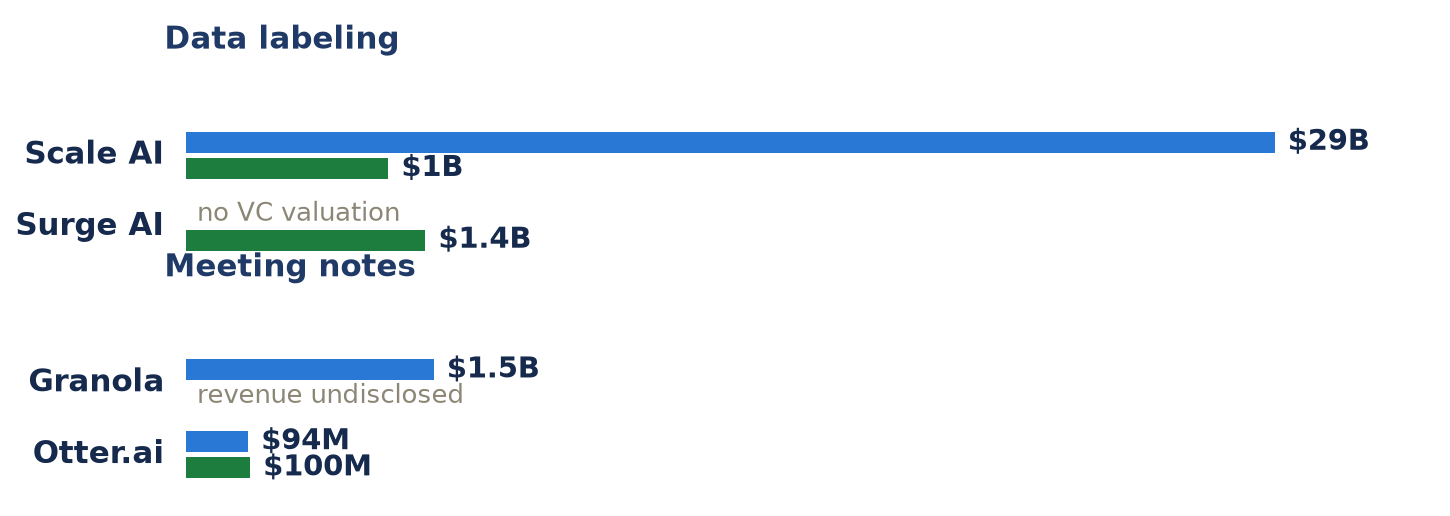 Data labeling
Scale AI
$29B
$1B
Surge AI
no VC valuation
$1.4B
Meeting notes
Granola
$1.5B
revenue undisclosed
Otter.ai
$94M
$100M